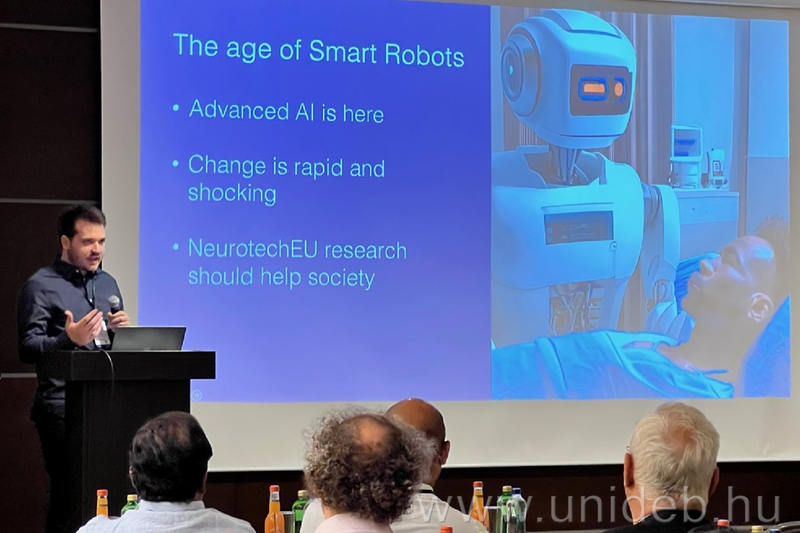 The age of Smart Robots
• Advanced AI is here
• Change is rapid and
shocking
• NeurotechEU research
should help society
www.unideb.hu